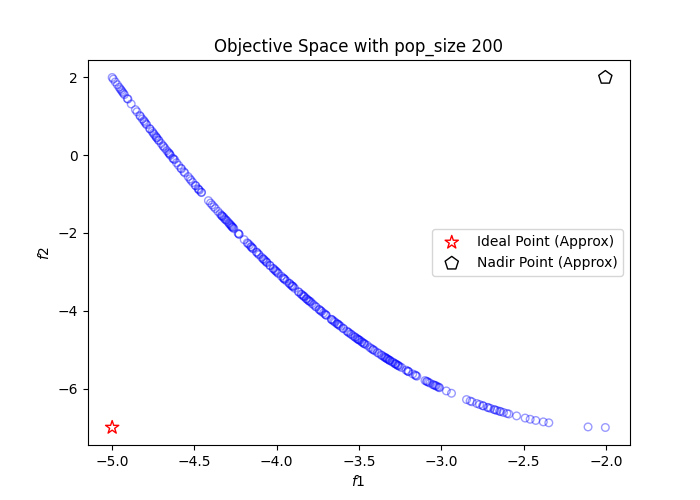 Objective Space with pop_size 200
2
0
−2
−4
−6
f2
Ideal Point (Approx)
Nadir Point (Approx)
−5.0
−4.5
−4.0
−3.5
−3.0
−2.5
−2.0
f1